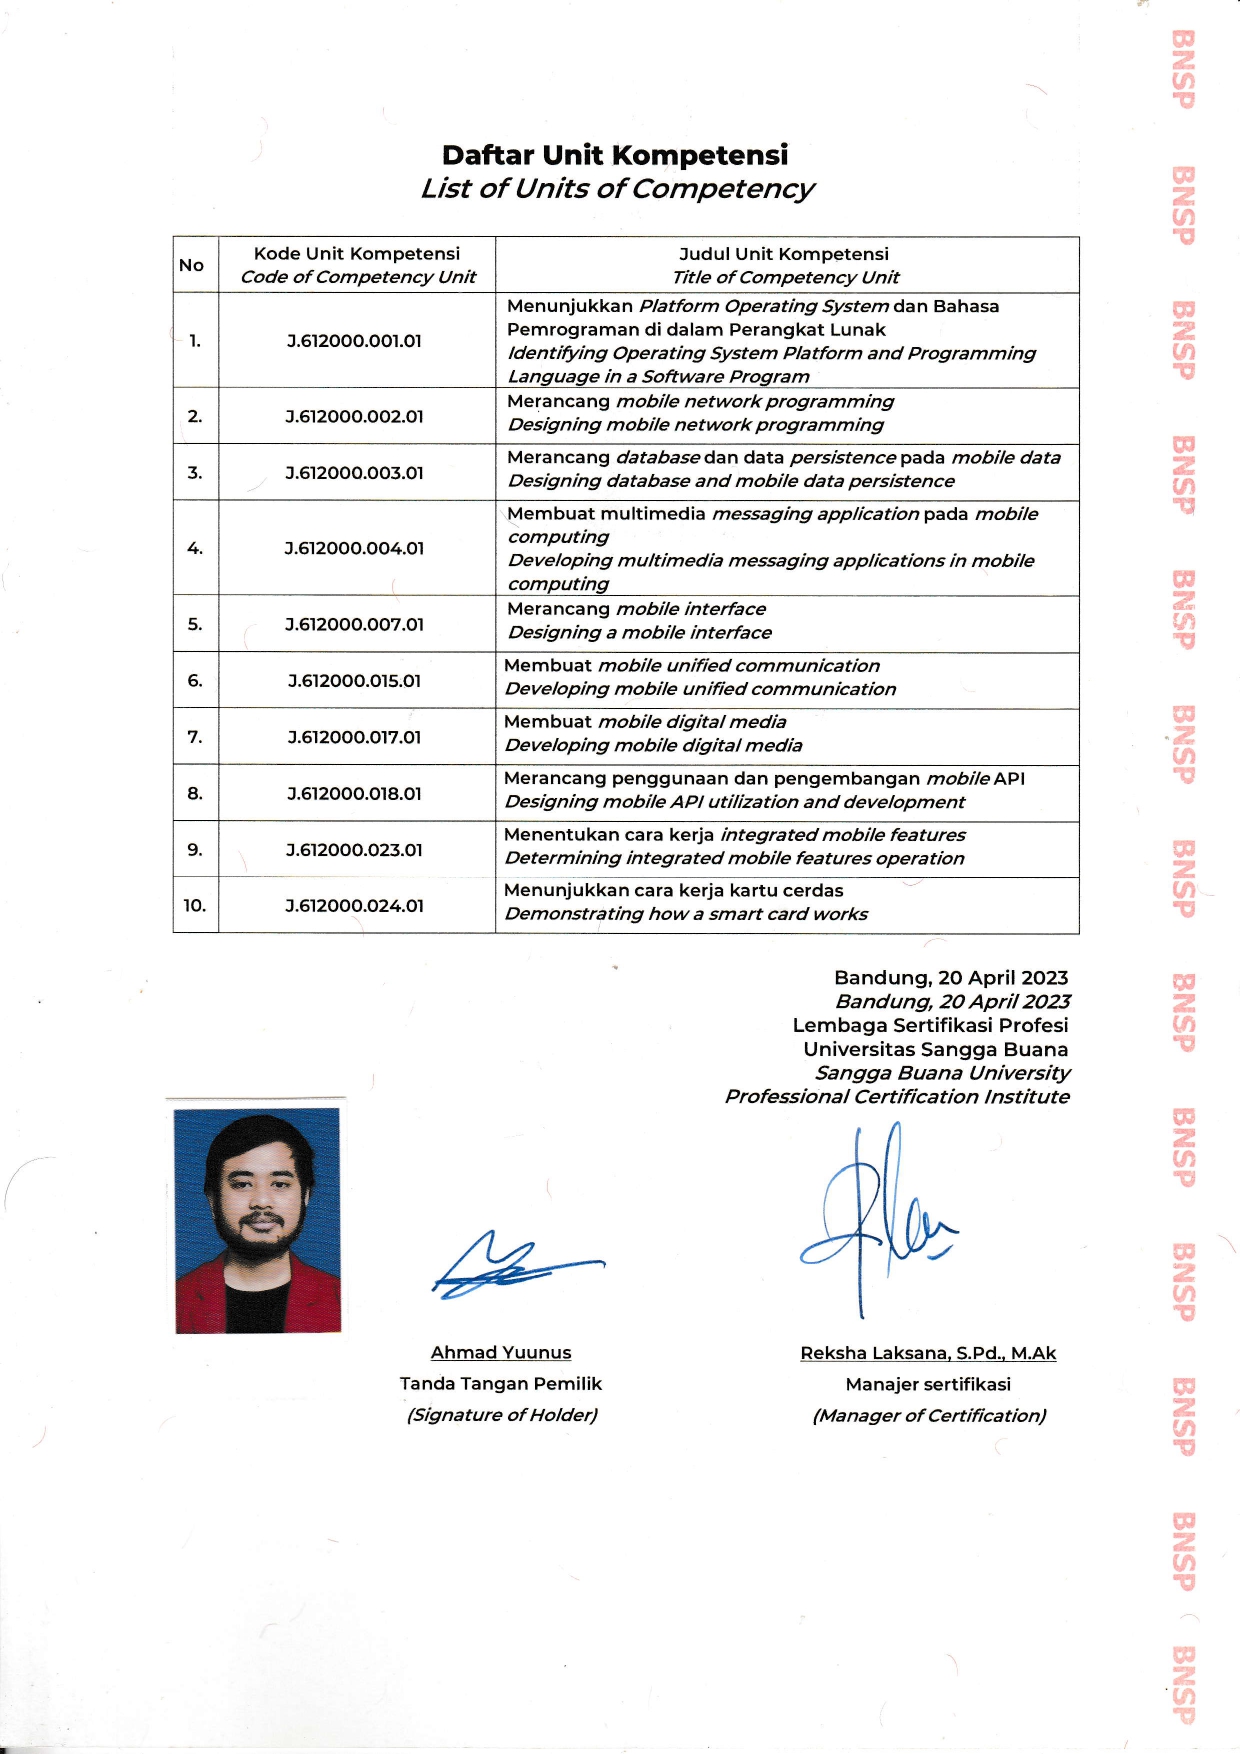 Daftar Unit Kompetensi
List of Units of Competency
No
Kode Unit Kompetensi
Code of Competency Unit
Judul Unit Kompetensi
Title of Competency Unit
1.
J.612000.001.01
Menunjukkan Platform Operating System dan Bahasa
Pemrograman di dalam Perangkat Lunak
Identifying Operating System Platform and Programming
Language in a Software Program
2.
J.612000.002.01
Merancang mobile network programming
Designing mobile network programming
3.
J.612000.003.01
Merancang database dan data persistence pada mobile data
Designing database and mobile data persistence
4.
J.612000.004.01
Membuat multimedia messaging application pada mobile
computing
Developing multimedia messaging applications in mobile
computing
5.
J.612000.007.01
Merancang mobile interface
Designing a mobile interface
6.
J.612000.015.01
Membuat mobile unified communication
Developing mobile unified communication
7.
J.612000.017.01
Membuat mobile digital media
Developing mobile digital media
8.
J.612000.018.01
Merancang penggunaan dan pengembangan mobile API
Designing mobile API utilization and development
9.
J.612000.023.01
Menentukan cara kerja integrated mobile features
Determining integrated mobile features operation
10.
J.612000.024.01
Menunjukkan cara kerja kartu cerdas
Demonstrating how a smart card works
Bandung, 20 April 2023
Bandung, 20 April 2023
Lembaga Sertifikasi Profesi
Universitas Sangga Buana
Sangga Buana University
Professional Certification Institute
Ahmad Yuunus
Tanda Tangan Pemilik
(Signature of Holder)
Reksha Laksana, S.Pd., M.Ak
Manajer sertifikasi
(Manager of Certification)
BNSP
BNSP
BNSP
BNSP
BNSP
BNSP
BNSP
BNSP
BNSP
BNSP
BNSP
BNSP
BNSP